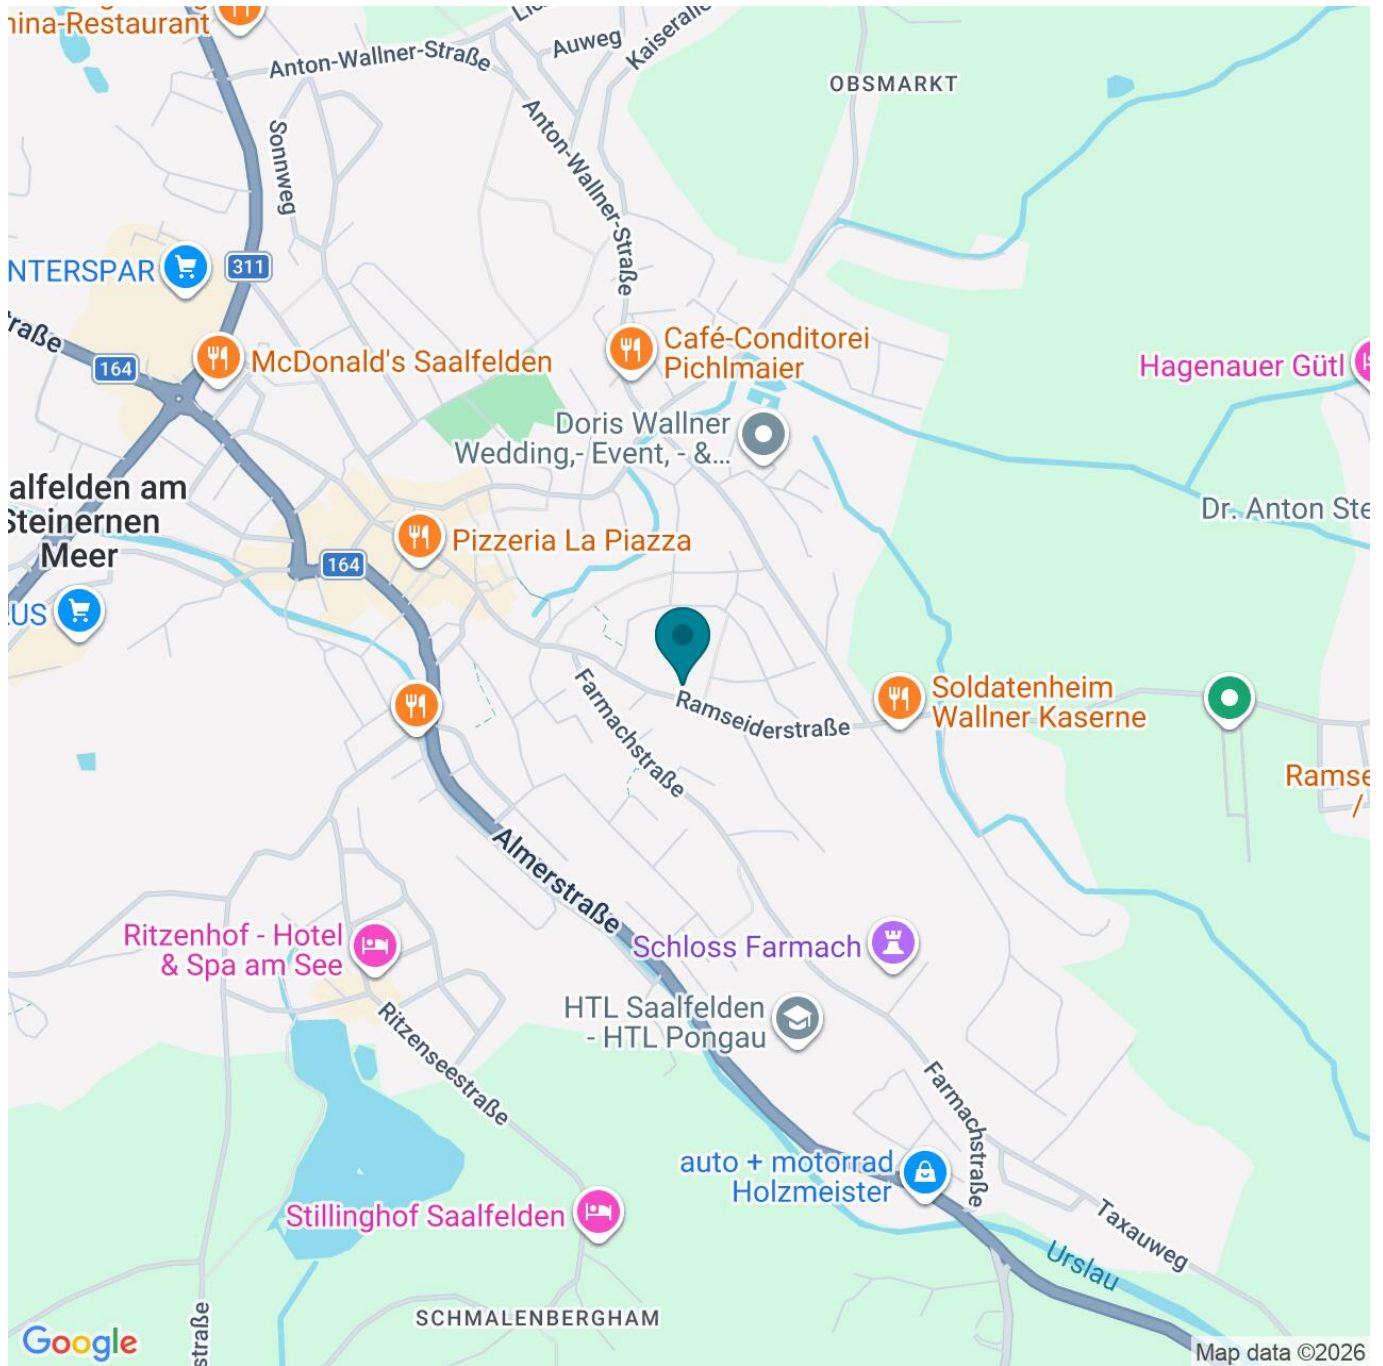 hina-Restaurant
Anton-Wallner-Straße
Auweg
Kaiseralle
OBSMARKT
Sonnweg
Anton-Wallner-Straße
NTERSPAR
311
raße
164
McDonald's Saalfelden
Café-Conditorei
Pichlmaier
Hagenauer Gütl
Doris Wallner
Wedding,- Event, - &...
alfelden am
Steinernen
Meer
Dr. Anton Ste
Pizzeria La Piazza
164
US
Farmachstraße
Ramseiderstraße
Soldatenheim
Wallner Kaserne
Ramse
/
Almerstraße
Ritzenhof - Hotel
& Spa am See
Schloss Farmach
HTL Saalfelden
- HTL Pongau
Ritzenseestraße
Farmachstraße
auto + motorrad
Holzmeister
Stillinghof Saalfelden
Taxauweg
Urslau
SCHMALENBERGHAM
straße
Google
Map data ©2026